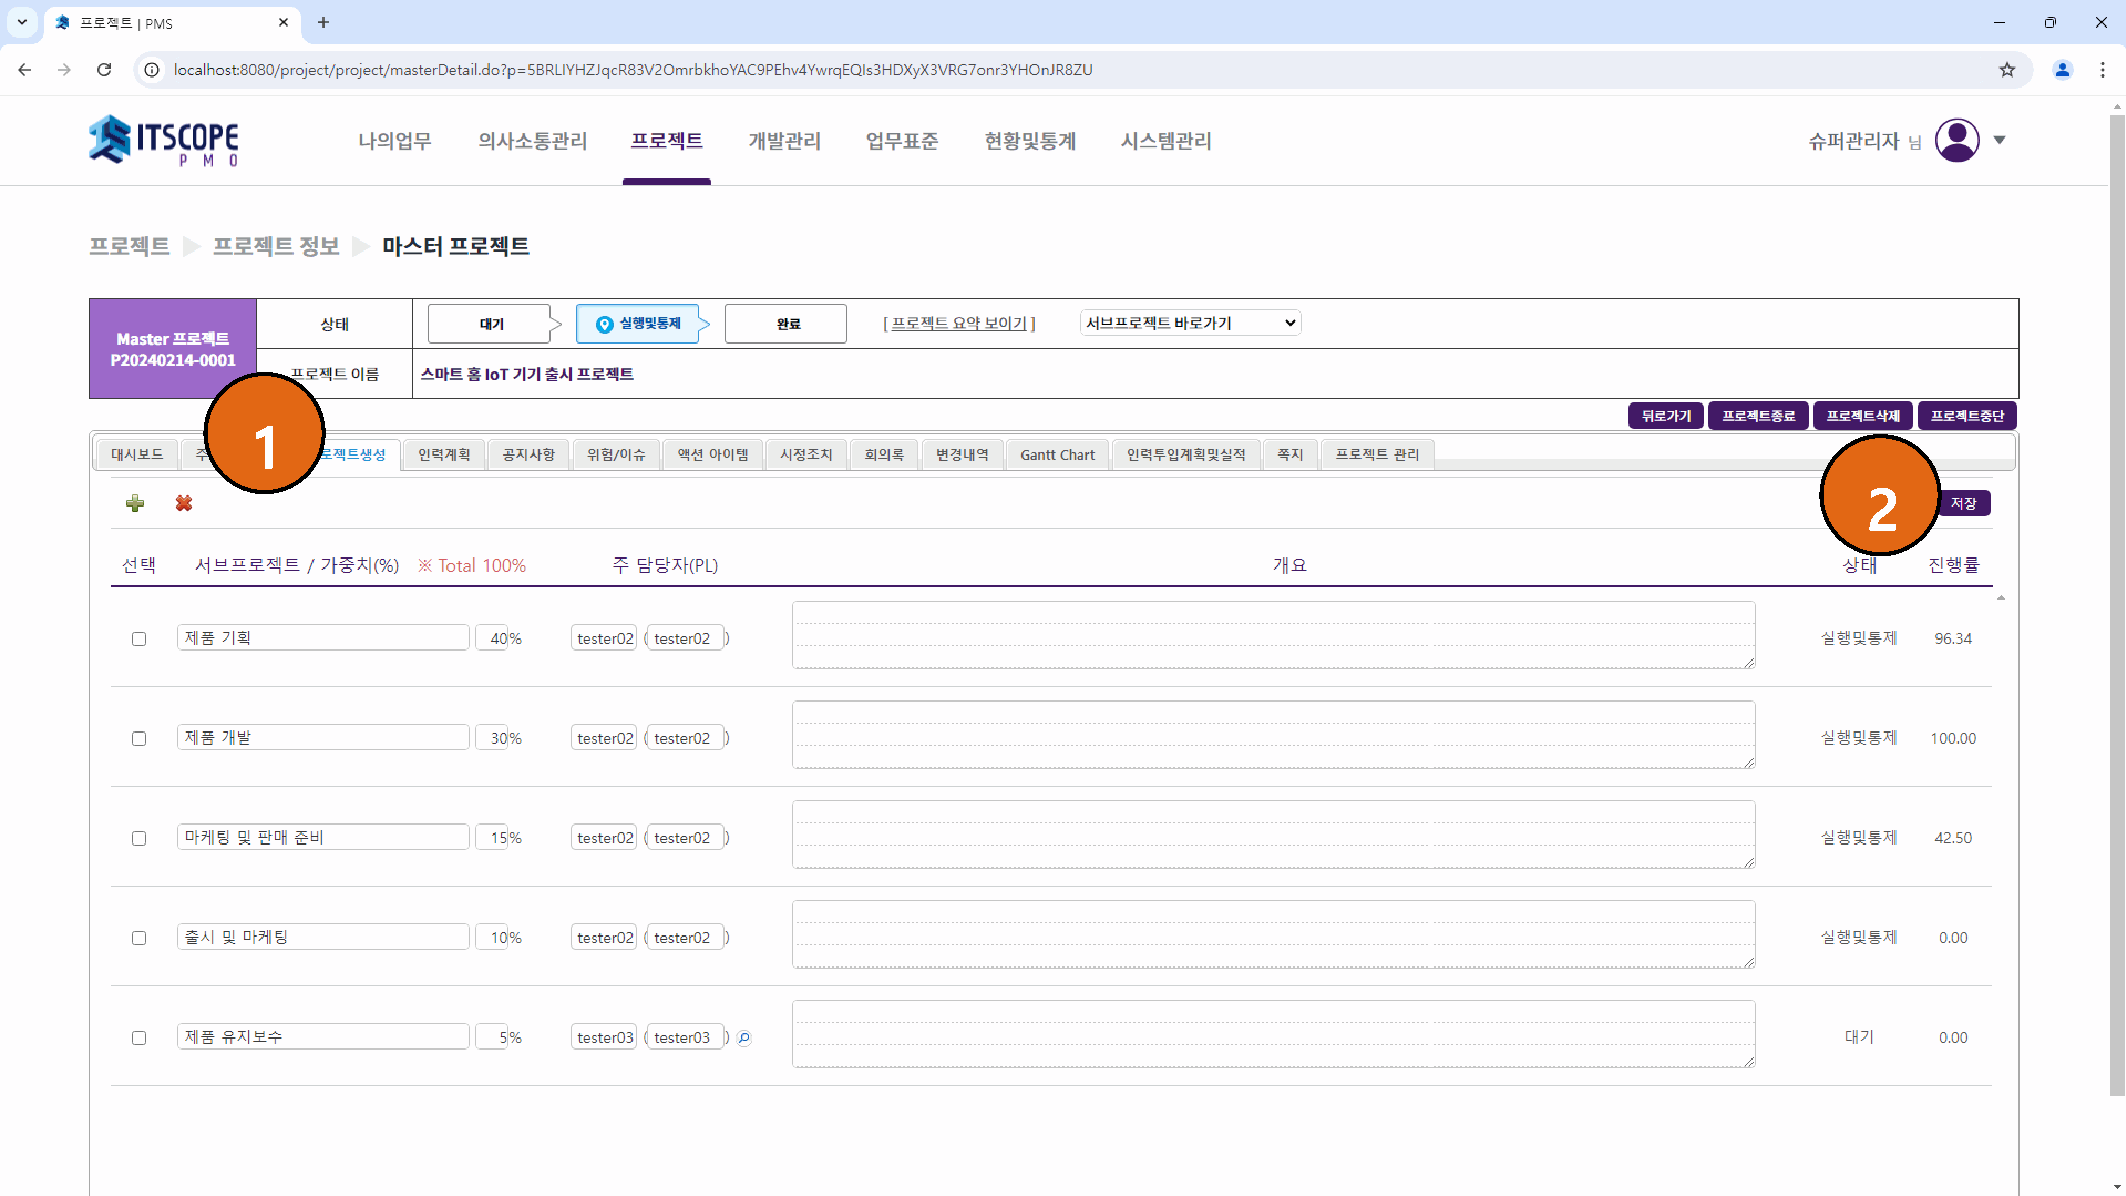 프로젝트 | PMS
localhost:8080/project/project/masterDetail.do?p=5BRLIYHZJqcR83V2OmrbkhoYAC9PEhv4YwrqEQIs3HDXyX3VRG7onr3YHOnJR8ZU
ITSCOPE
PMO
나의업무 의사소통관리 프로젝트 개발관리 업무표준 현황및통계 시스템관리
슈퍼관리자 님
프로젝트 프로젝트 정보 마스터 프로젝트
Master 프로젝트
P20240214-0001
상태 대기 실행및통제 완료 [ 프로젝트 요약 보이기 ] 서브프로젝트 바로가기
프로젝트 이름 스마트 홈 IoT 기기 출시 프로젝트
뒤로가기 프로젝트종료 프로젝트삭제 프로젝트중단
1
대시보드 주 로젝트생성 인력계획 공지사항 위험/이슈 액션 아이템 시정조치 회의록 변경내역 Gantt Chart 인력투입계획및실적 쪽지 프로젝트 관리
2
저장
선택 서브프로젝트 / 가중치(%) ※ Total 100% 주 담당자(PL) 개요 상태 진행률
제품 기획 40% tester02 ( tester02 ) 실행및통제 96.34
제품 개발 30% tester02 ( tester02 ) 실행및통제 100.00
마케팅 및 판매 준비 15% tester02 ( tester02 ) 실행및통제 42.50
출시 및 마케팅 10% tester02 ( tester02 ) 실행및통제 0.00
제품 유지보수 5% tester03 ( tester03 ) 대기 0.00